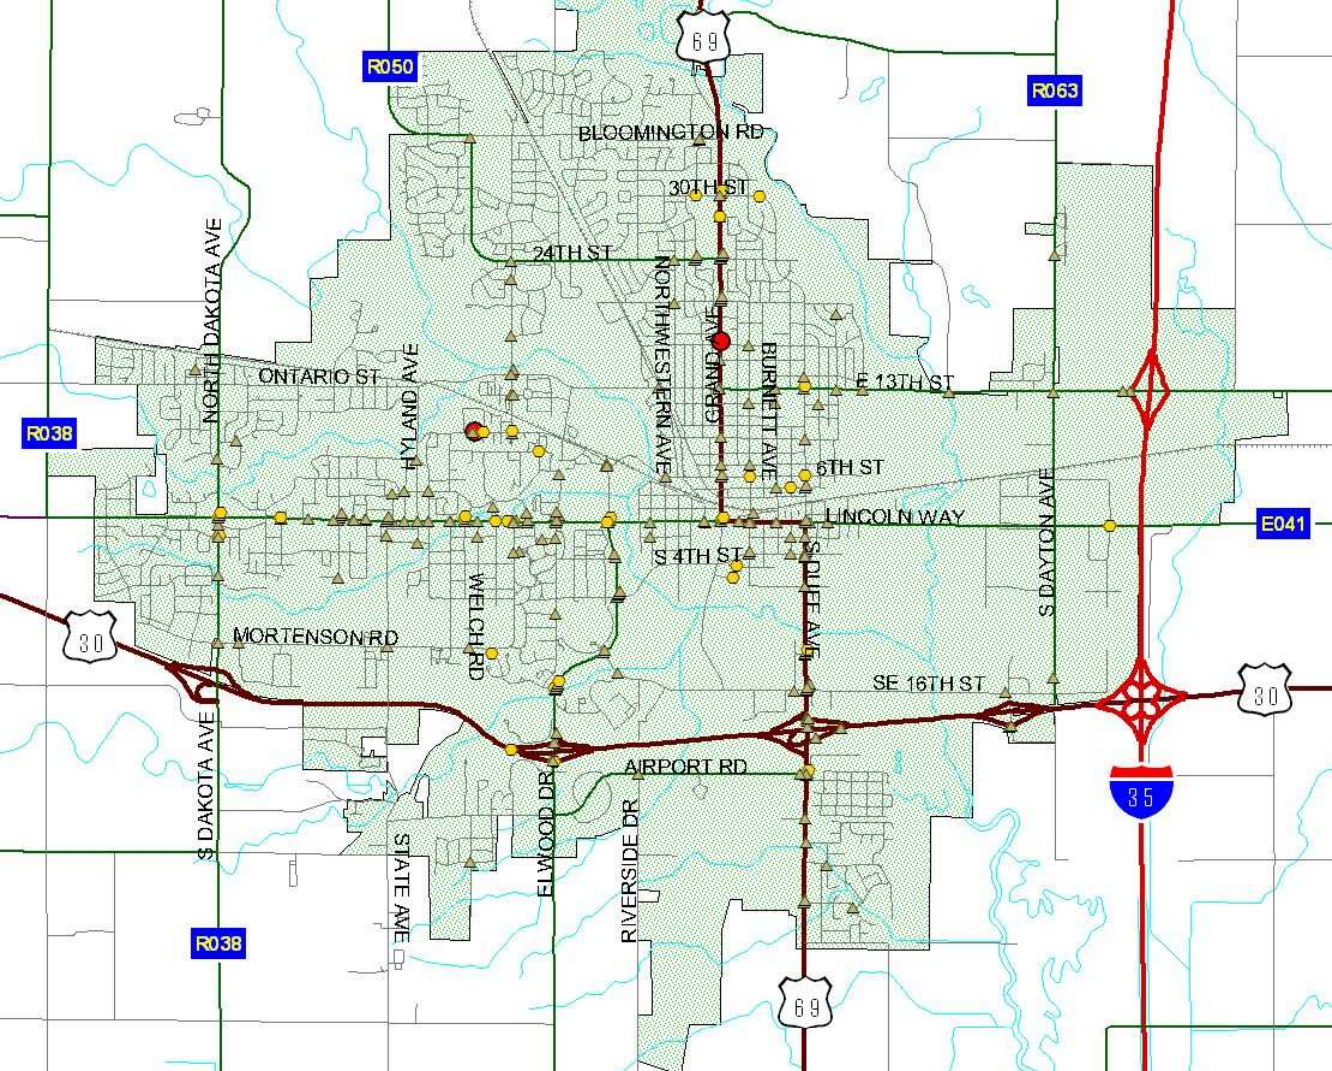 69
R050
R063
BLOOMINGTON RD
30TH ST
24TH ST
NORTH DAKOTA AVE
NORTHWESTERN AVE
GRAND AVE
BURNETT AVE
HYLAND AVE
ONTARIO ST
E 13TH ST
R038
6TH ST
LINCOLN WAY
E041
S 4TH ST
S DUFF AVE
S DAYTON AVE
WELCH RD
30
MORTENSON RD
SE 16TH ST
30
S DAKOTA AVE
AIRPORT RD
35
ELWOOD DR
RIVERSIDE DR
STATE AVE
R038
69